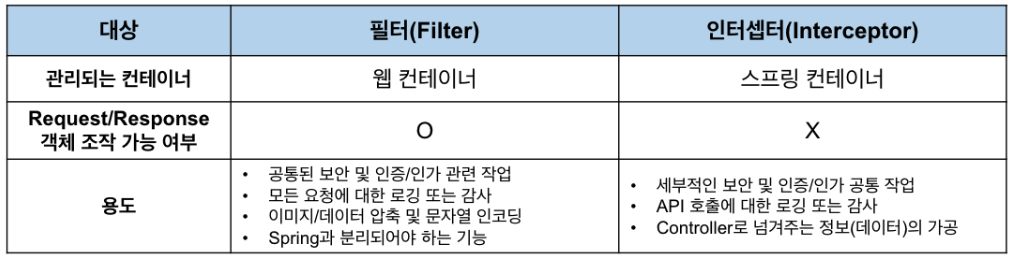 대상 필터(Filter) 인터셉터(Interceptor)
관리되는 컨테이너 웹 컨테이너 스프링 컨테이너
Request/Response
객체 조작 가능 여부
O X
용도
• 공통된 보안 및 인증/인가 관련 작업
• 모든 요청에 대한 로깅 또는 감사
• 이미지/데이터 압축 및 문자열 인코딩
• Spring과 분리되어야 하는 기능
• 세부적인 보안 및 인증/인가 공통 작업
• API 호출에 대한 로깅 또는 감사
• Controller로 넘겨주는 정보(데이터)의 가공